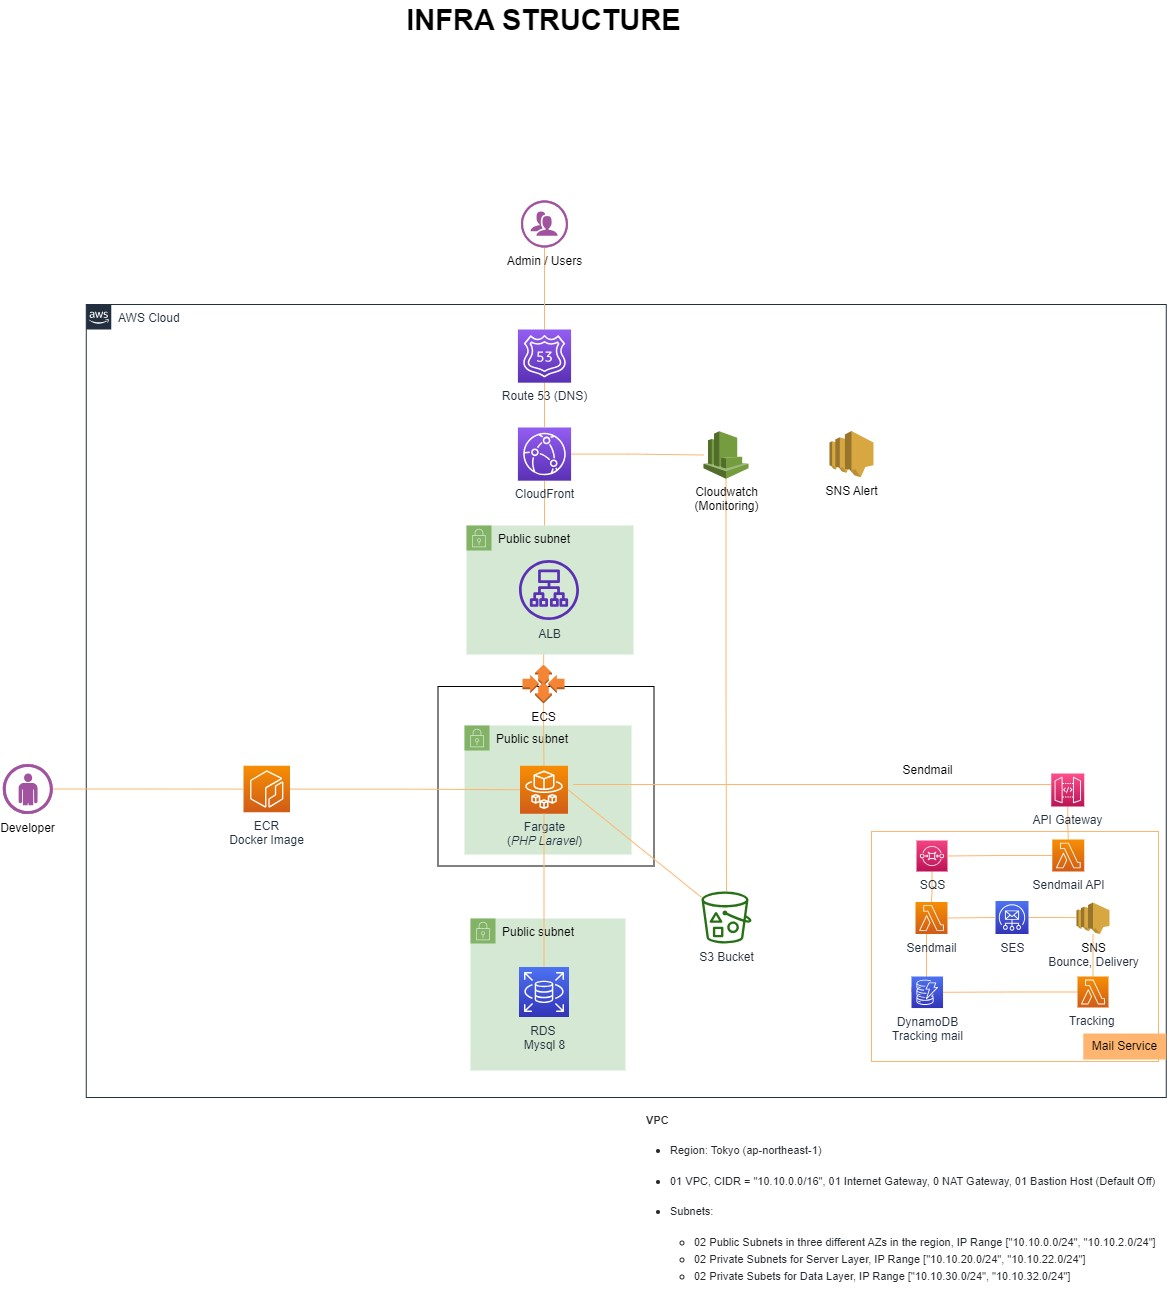 INFRA STRUCTURE
Admin / Users
aws
AWS Cloud
53
Route 53 (DNS)
CloudFront
Cloudwatch
(Monitoring)
SNS Alert
Public subnet
ALB
ECS
Public subnet
Fargate
(PHP Laravel)
Developer
ECR
Docker Image
Sendmail
API Gateway
SQS
Sendmail API
Sendmail
SES
SNS
Bounce, Delivery
DynamoDB
Tracking mail
Tracking
Mail Service
S3 Bucket
Public subnet
RDS
Mysql 8
VPC
• Region: Tokyo (ap-northeast-1)
• 01 VPC, CIDR = "10.10.0.0/16", 01 Internet Gateway, 0 NAT Gateway, 01 Bastion Host (Default Off)
• Subnets:
○ 02 Public Subnets in three different AZs in the region, IP Range ["10.10.0.0/24", "10.10.2.0/24"]
○ 02 Private Subnets for Server Layer, IP Range ["10.10.20.0/24", "10.10.22.0/24"]
○ 02 Private Subets for Data Layer, IP Range ["10.10.30.0/24", "10.10.32.0/24"]